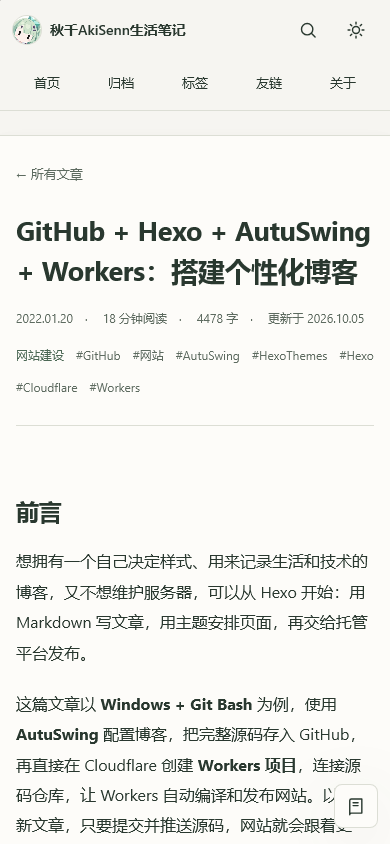 秋千AkiSenn生活笔记
首页 归档 标签 友链 关于
← 所有文章
GitHub + Hexo + AutuSwing
+ Workers：搭建个性化博客
2022.01.20 · 18 分钟阅读 · 4478 字 · 更新于 2026.10.05
网站建设 #GitHub #网站 #AutuSwing #HexoThemes #Hexo
#Cloudflare #Workers
前言
想拥有一个自己决定样式、用来记录生活和技术的
博客，又不想维护服务器，可以从 Hexo 开始：用
Markdown 写文章，用主题安排页面，再交给托管
平台发布。
这篇文章以 Windows + Git Bash 为例，使用
AutuSwing 配置博客，把完整源码存入 GitHub，
再直接在 Cloudflare 创建 Workers 项目，连接源
码仓库，让 Workers 自动编译和发布网站。以
新文章，只要提交并推送源码，网站就会跟着